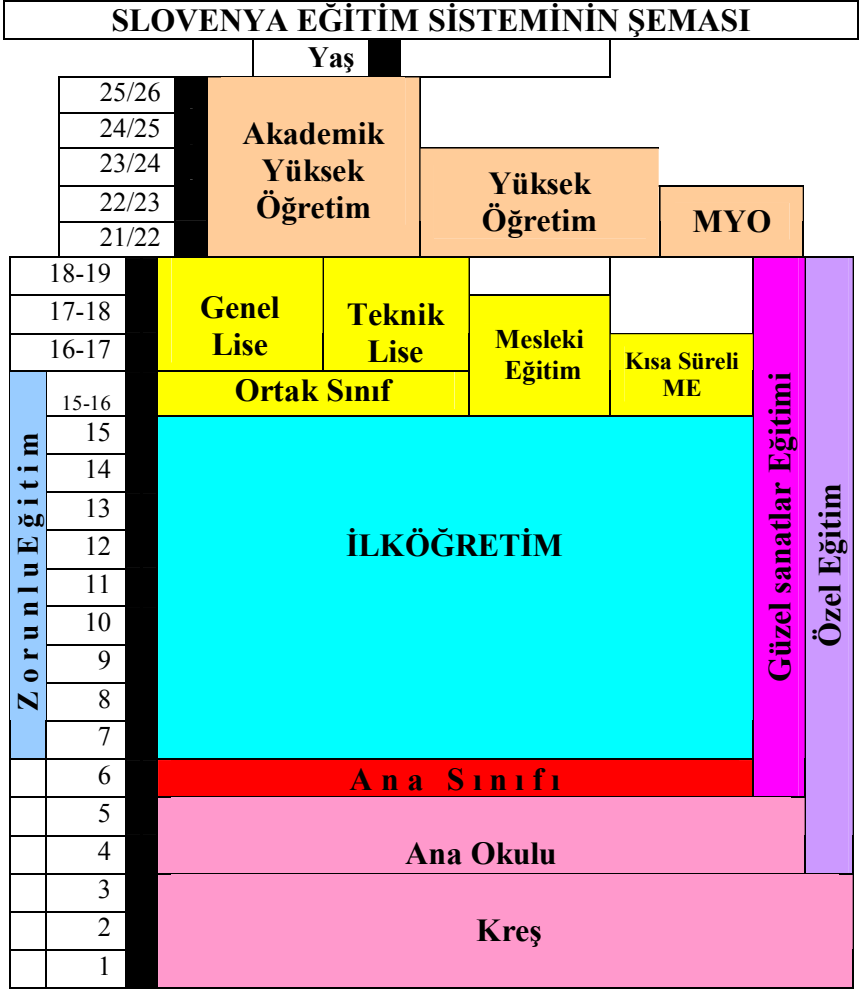 SLOVENYA EĞİTİM SİSTEMİNİN ŞEMASI
Yaş
25/26
24/25
23/24
22/23
21/22
Akademik
Yüksek
Öğretim
Yüksek
Öğretim
MYO
18-19
17-18
16-17
15-16
Genel
Lise
Teknik
Lise
Mesleki
Eğitim
Kısa Süreli
ME
Ortak Sınıf
15
14
13
12
11
10
9
8
7
6
5
4
3
2
1
Zorunlu Eğitim
İLKÖĞRETİM
Güzel sanatlar Eğitimi
Özel Eğitim
Ana Sınıfı
Ana Okulu
Kreş